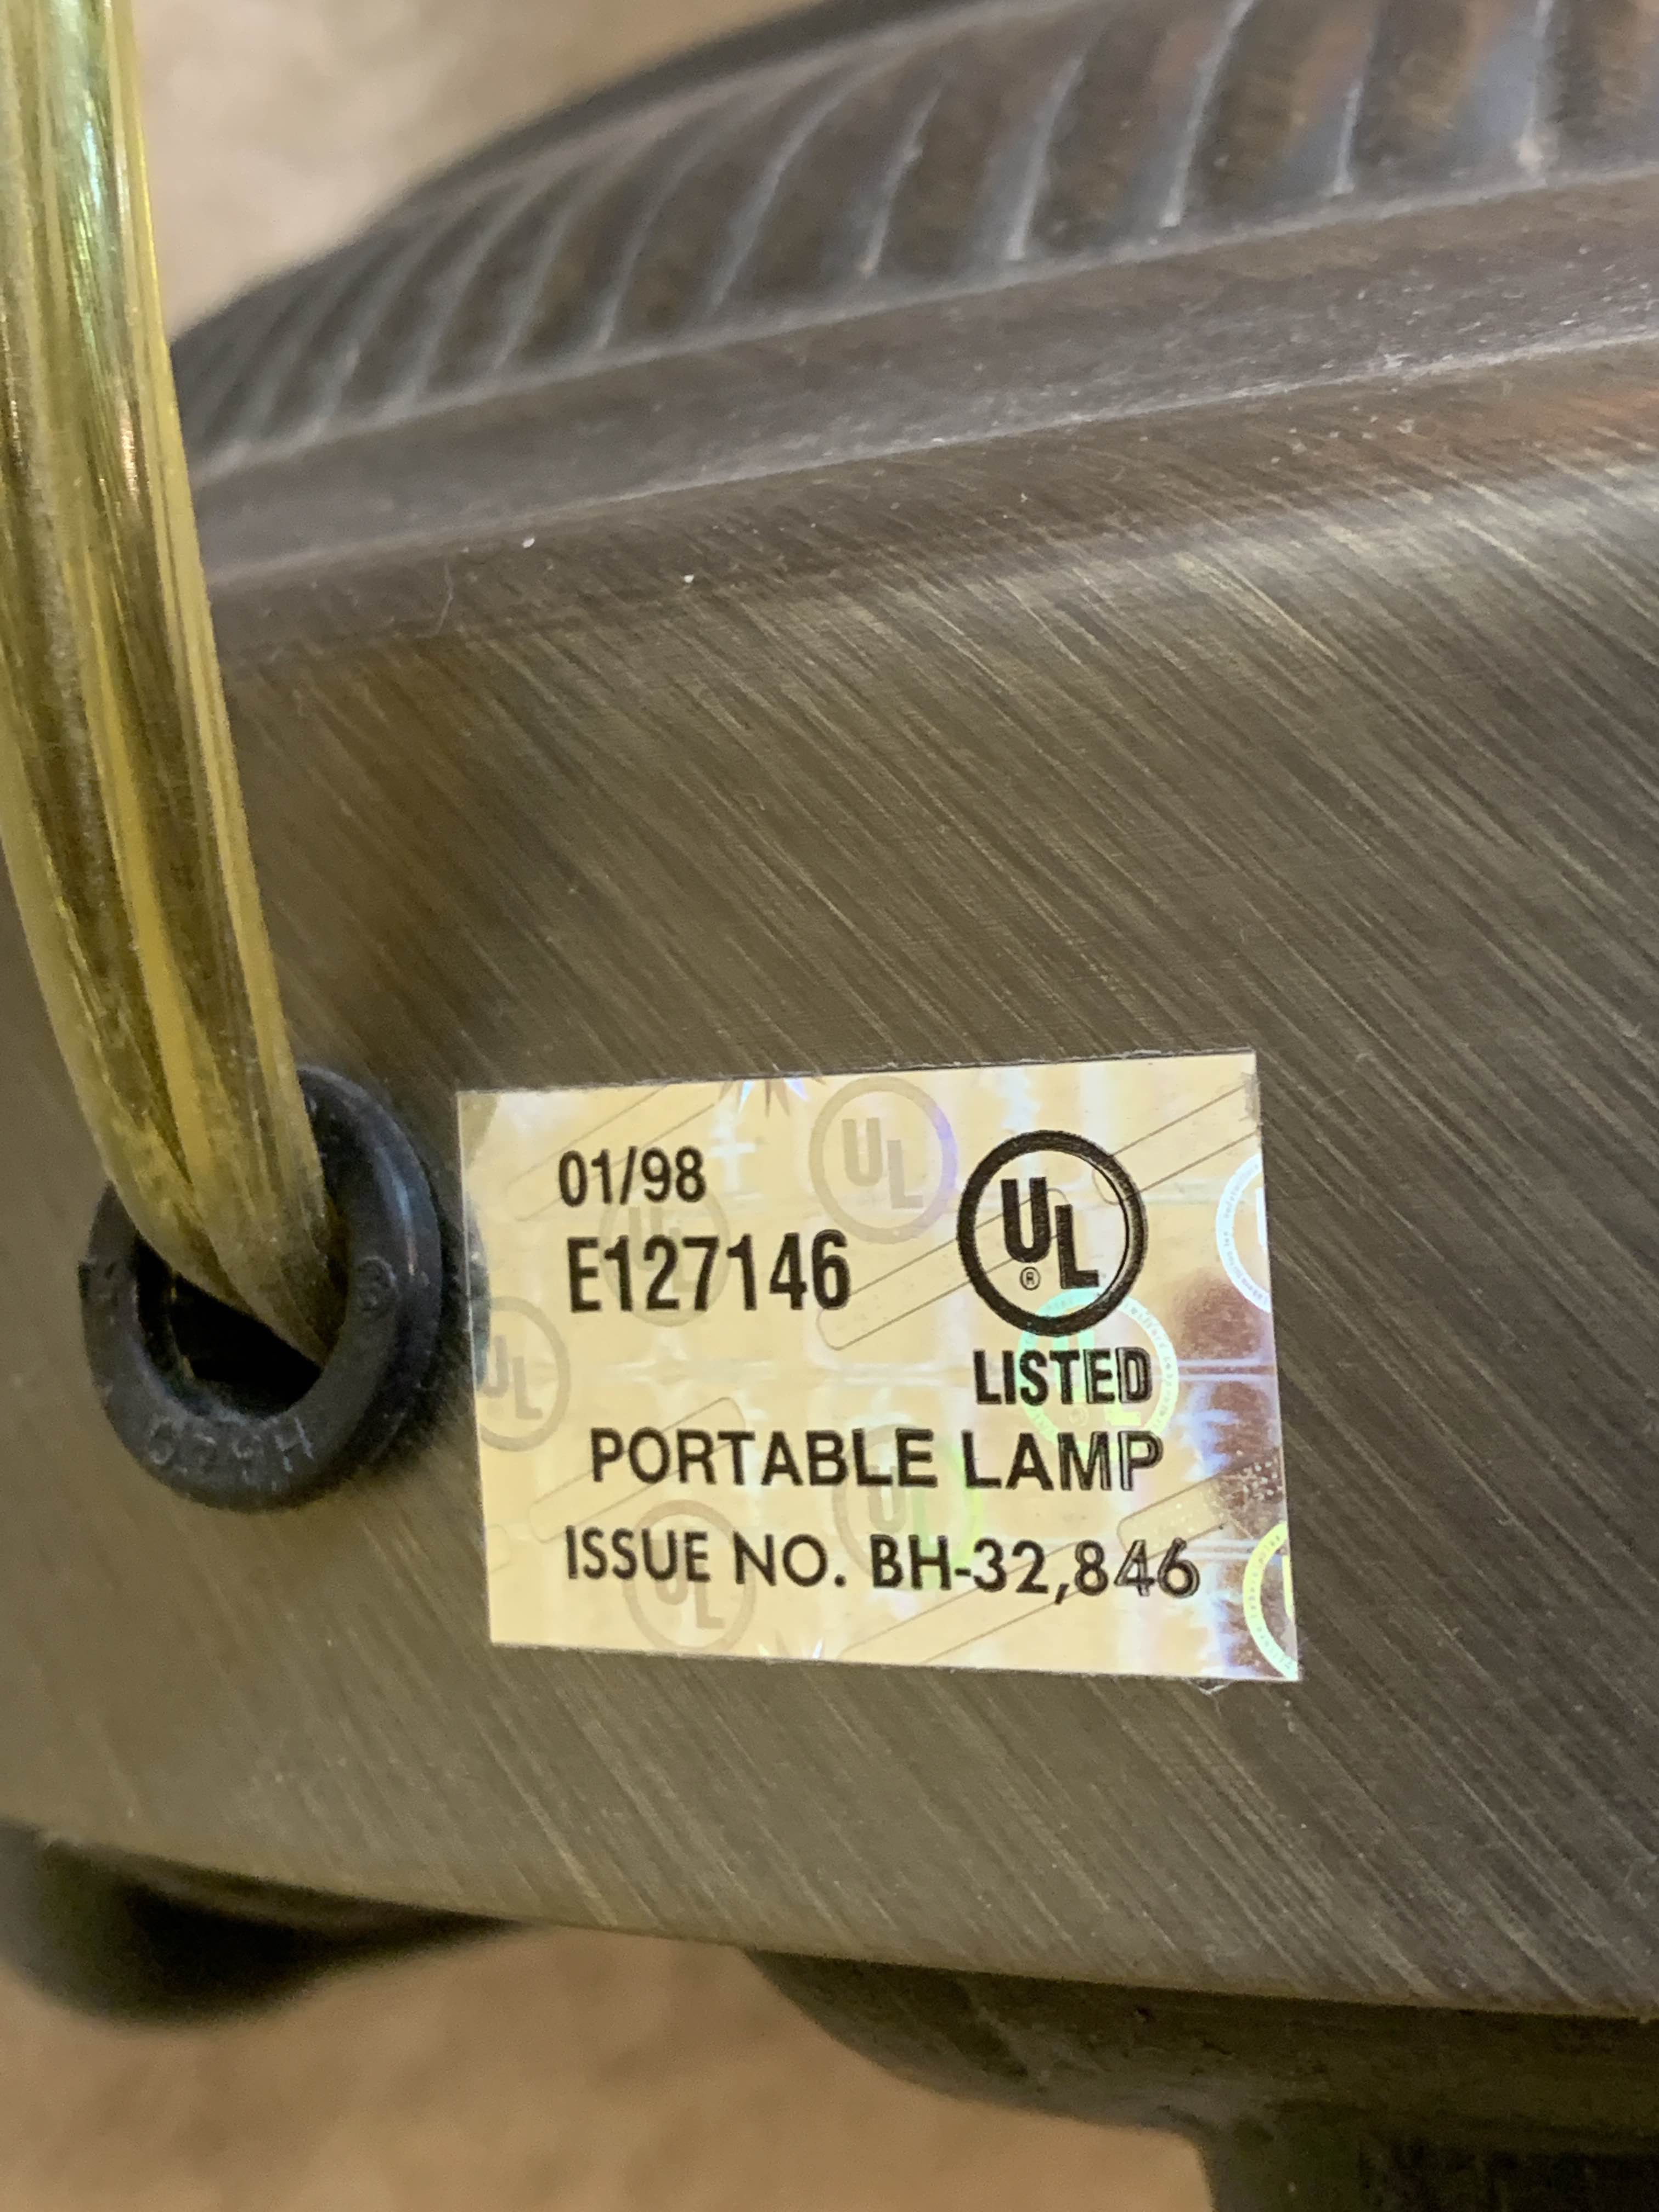 01/98
E127146
UL
®
LISTED
PORTABLE LAMP
ISSUE NO. BH-32,846